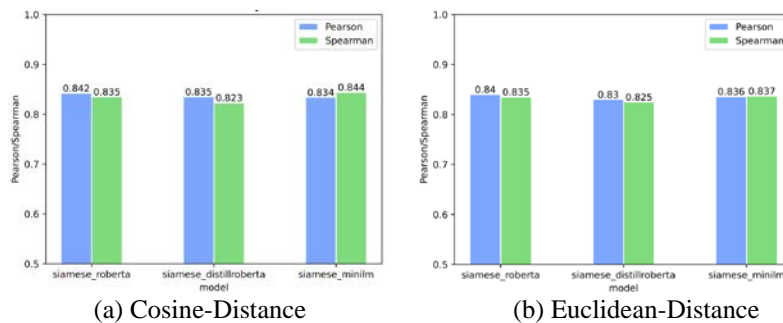 1.0
0.9
0.8
0.7
0.6
0.5
Pearson/Spearman
Pearson
Spearman
0.842 0.835
0.835 0.823
0.834 0.844
siamese_roberta siamese_distillroberta siamese_minilm
model
(a) Cosine-Distance
1.0
0.9
0.8
0.7
0.6
0.5
Pearson/Spearman
Pearson
Spearman
0.84 0.835
0.83 0.825
0.836 0.837
siamese_roberta siamese_distillroberta siamese_minilm
model
(b) Euclidean-Distance